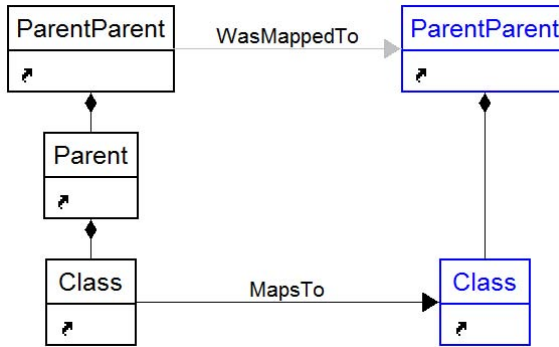 ParentParent
WasMappedTo
ParentParent
Parent
Class
MapsTo
Class